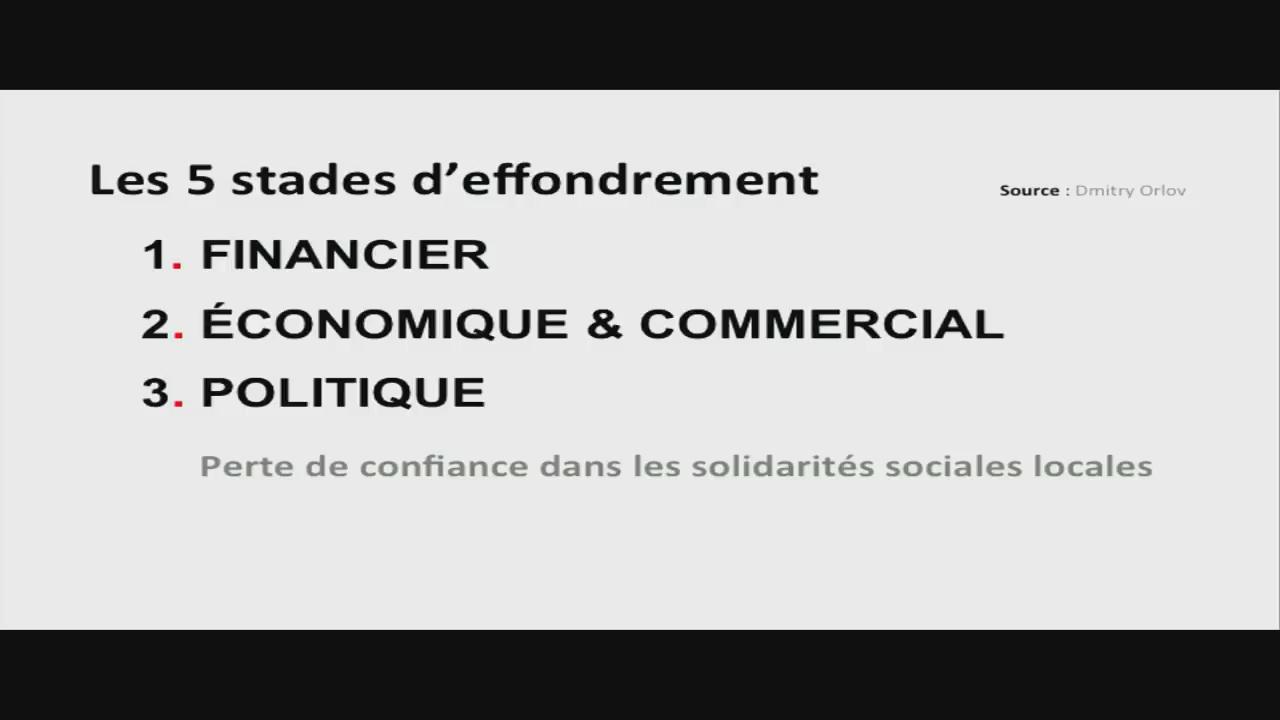 Les 5 stades d’effondrement
Source : Dmitry Orlov
1. FINANCIER
2. ÉCONOMIQUE & COMMERCIAL
3. POLITIQUE
Perte de confiance dans les solidarités sociales locales